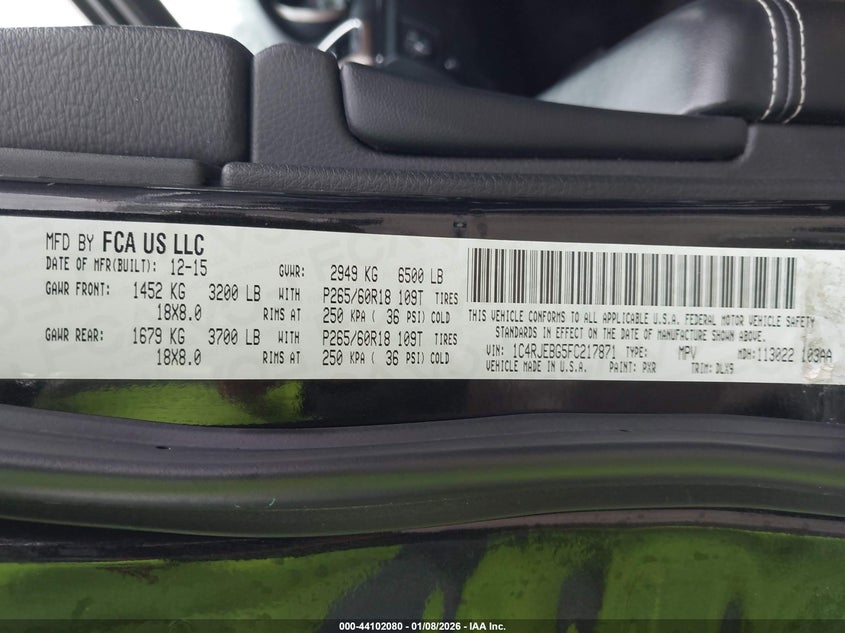 MFD BY FCA US LLC
DATE OF MFR(BUILT): 12-15 GVWR: 2949 KG 6500 LB
GAWR FRONT: 1452 KG 3200 LB WITH P265/60R18 109T TIRES
18X8.0 RIMS AT 250 KPA ( 36 PSI) COLD
GAWR REAR: 1679 KG 3700 LB WITH P265/60R18 109T TIRES
18X8.0 RIMS AT 250 KPA ( 36 PSI) COLD
THIS VEHICLE CONFORMS TO ALL APPLICABLE U.S.A. FEDERAL MOTOR VEHICLE SAFETY
STANDARDS IN EFFECT ON THE DATE OF MANUFACTURE SHOWN ABOVE.
VIN: 1C4RJEBG5FC217871 TYPE: MPV MDH: 113022 103AA
VEHICLE MADE IN U.S.A. PAINT: PXR TRIM: DLX9
000-44102080 - 01/08/2026 - IAA Inc.